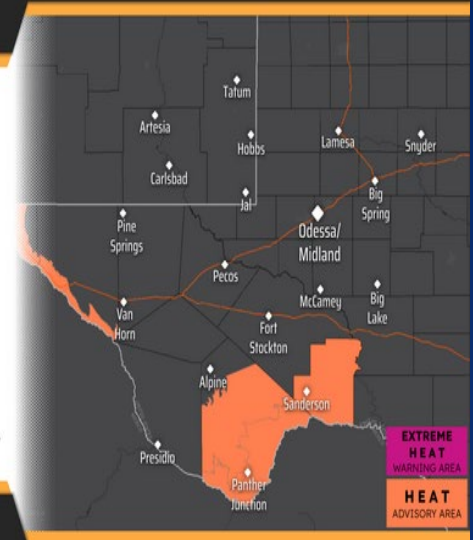 Tatum
Artesia
Hobbs
Lamesa
Snyder
Carlsbad
Jal
Big
Spring
Pine
Springs
Odessa/
Midland
Pecos
McCamey
Big
Lake
Van
Horn
Fort
Stockton
Alpine
Sanderson
Presidio
Panther
Junction
EXTREME
HEAT
WARNING AREA
HEAT
ADVISORY AREA